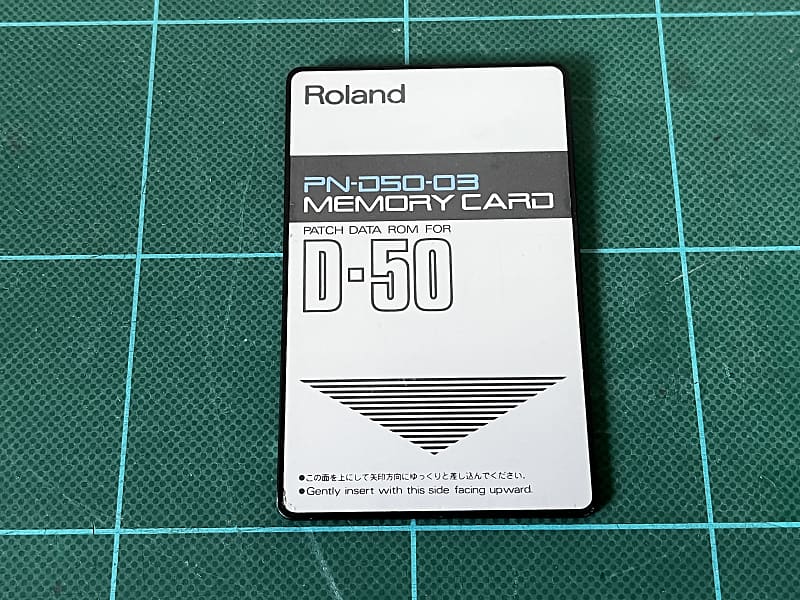 Roland
PN-D50-03
MEMORY CARD
PATCH DATA ROM FOR
D-50
●この面を上にして矢印方向にゆっくりと差し込んでください。
●Gently insert with this side facing upward.